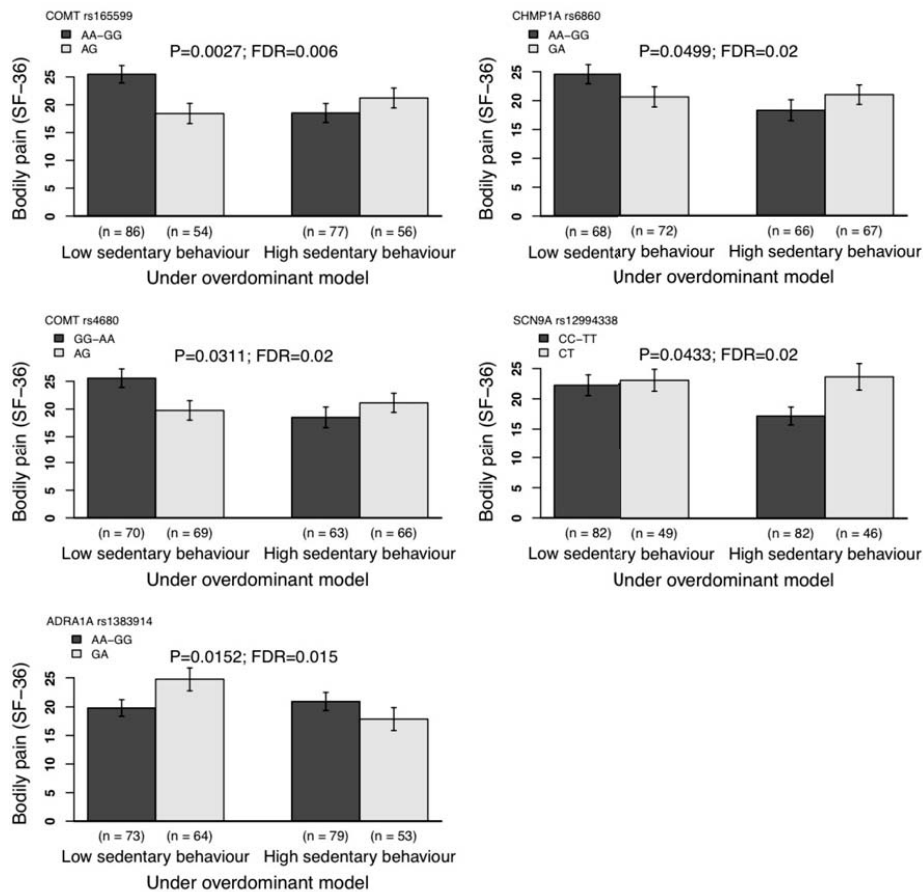 COMT rs165599
AA-GG
AG
P=0.0027; FDR=0.006
Bodily pain (SF-36)
25
20
15
10
5
0
(n = 86) (n = 54) (n = 77) (n = 56)
Low sedentary behaviour High sedentary behaviour
Under overdominant model
CHMP1A rs6860
AA-GG
GA
P=0.0499; FDR=0.02
Bodily pain (SF-36)
25
20
15
10
5
0
(n = 68) (n = 72) (n = 66) (n = 67)
Low sedentary behaviour High sedentary behaviour
Under overdominant model
COMT rs4680
GG-AA
AG
P=0.0311; FDR=0.02
Bodily pain (SF-36)
25
20
15
10
5
0
(n = 70) (n = 69) (n = 63) (n = 66)
Low sedentary behaviour High sedentary behaviour
Under overdominant model
SCN9A rs12994338
CC-TT
CT
P=0.0433; FDR=0.02
Bodily pain (SF-36)
25
20
15
10
5
0
(n = 82) (n = 49) (n = 82) (n = 46)
Low sedentary behaviour High sedentary behaviour
Under overdominant model
ADRA1A rs1383914
AA-GG
GA
P=0.0152; FDR=0.015
Bodily pain (SF-36)
25
20
15
10
5
0
(n = 73) (n = 64) (n = 79) (n = 53)
Low sedentary behaviour High sedentary behaviour
Under overdominant model